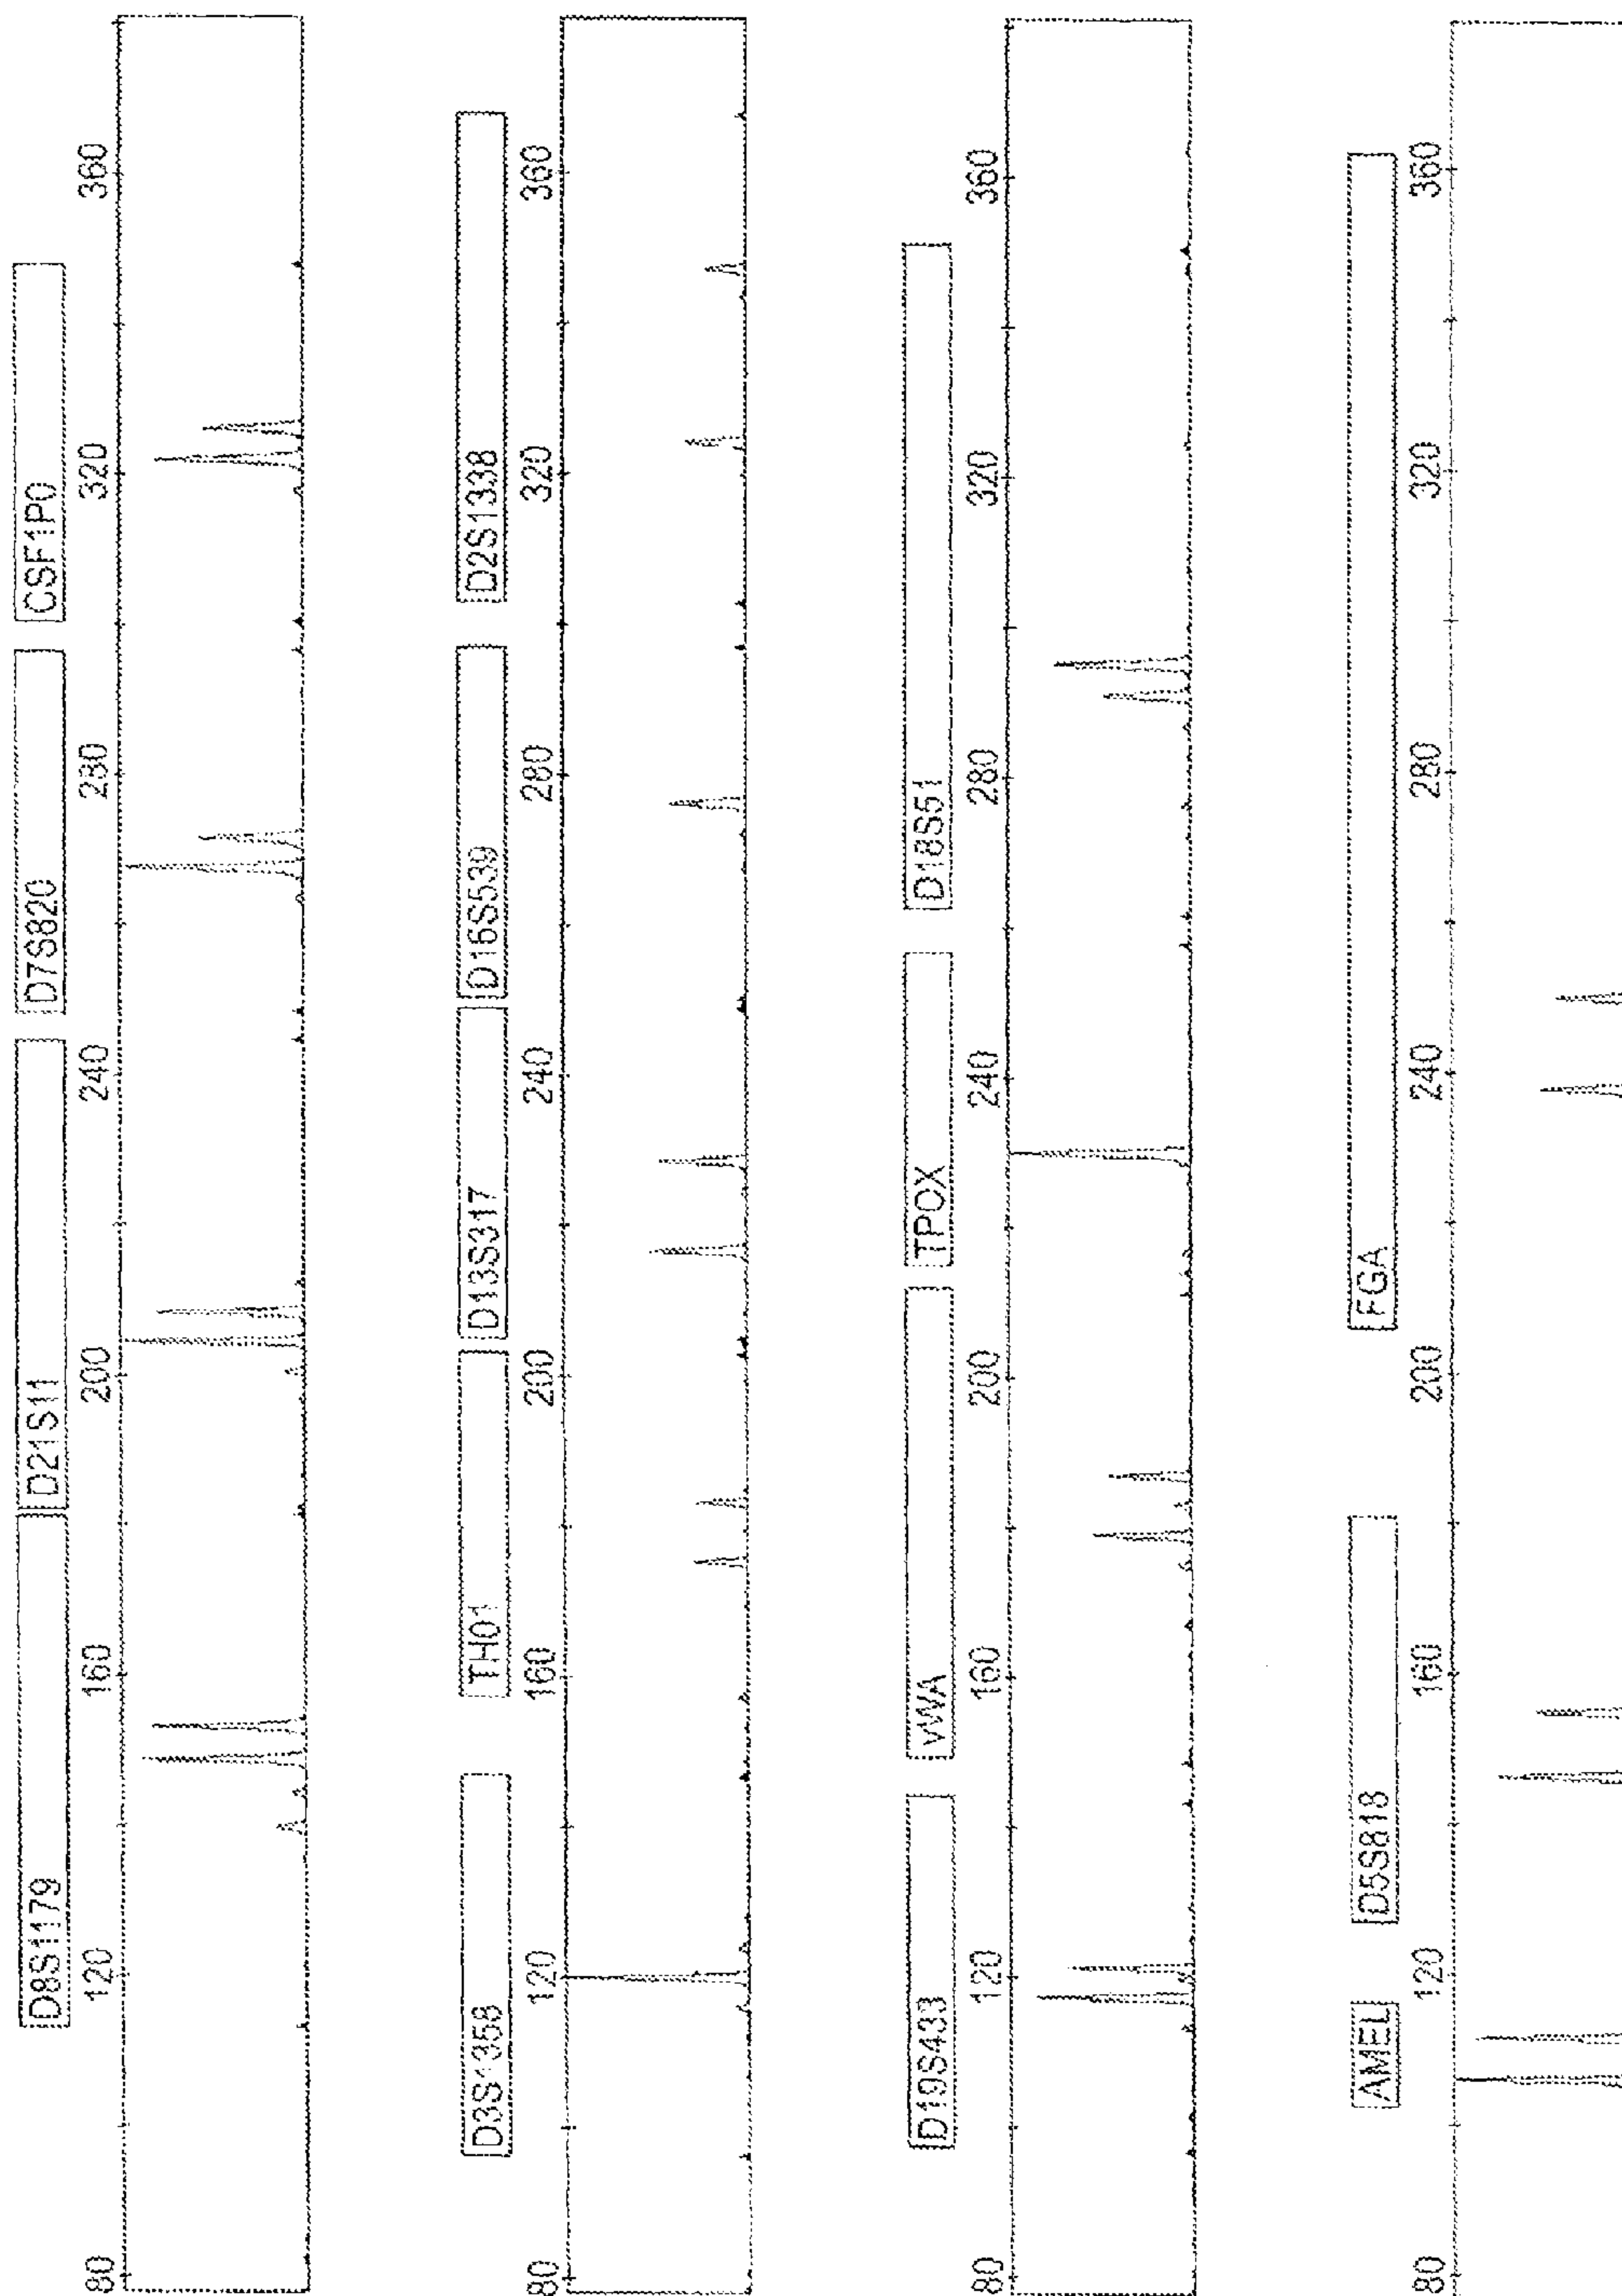 D8S1179 D21S11 D7S820 CSF1PO
80 120 160 200 240 280 320 360
D3S1358 TH01 D13S317 D16S539 D2S1338
80 120 160 200 240 280 320 360
D19S433 vWA TPOX D18S51
80 120 160 200 240 280 320 360
AMEL D5S818 FGA
80 120 160 200 240 280 320 360